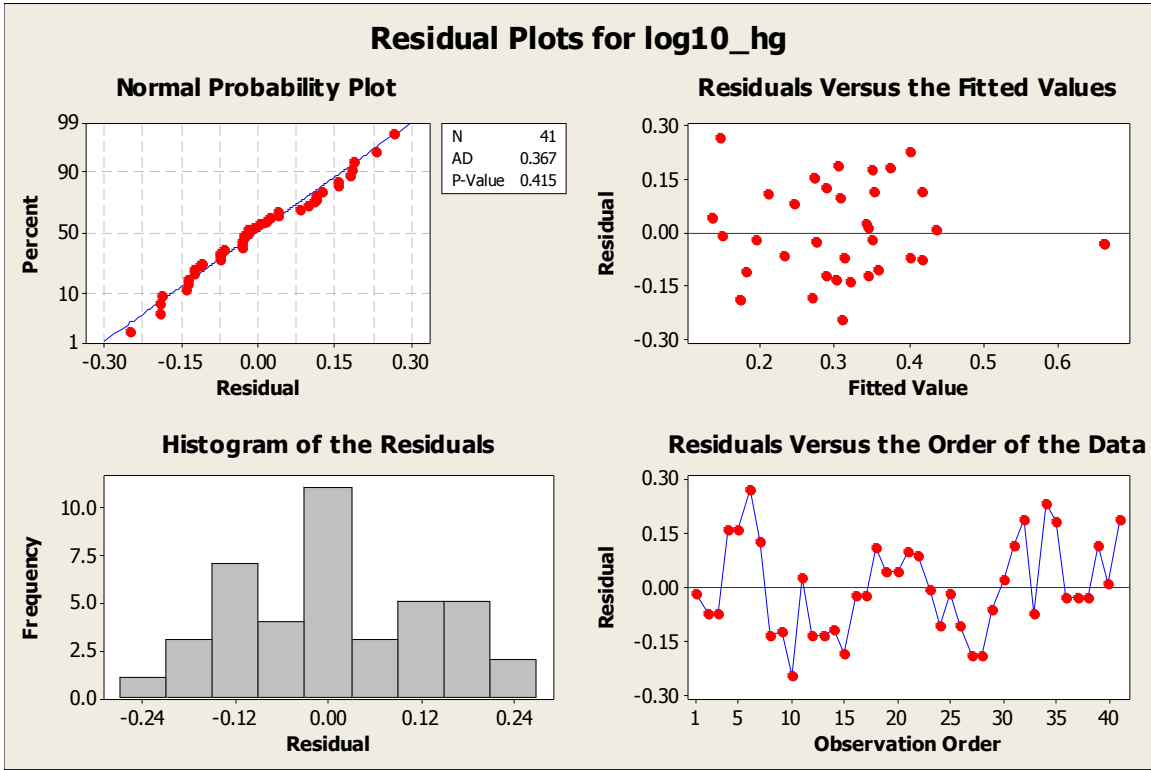 Residual Plots for log10_hg
Normal Probability Plot
99
90
50
10
1
Percent
-0.30 -0.15 0.00 0.15 0.30
Residual
N 41
AD 0.367
P-Value 0.415
Residuals Versus the Fitted Values
0.30
0.15
0.00
-0.15
-0.30
Residual
0.2 0.3 0.4 0.5 0.6
Fitted Value
Histogram of the Residuals
10.0
7.5
5.0
2.5
0.0
Frequency
-0.24 -0.12 0.00 0.12 0.24
Residual
Residuals Versus the Order of the Data
0.30
0.15
0.00
-0.15
-0.30
Residual
1 5 10 15 20 25 30 35 40
Observation Order